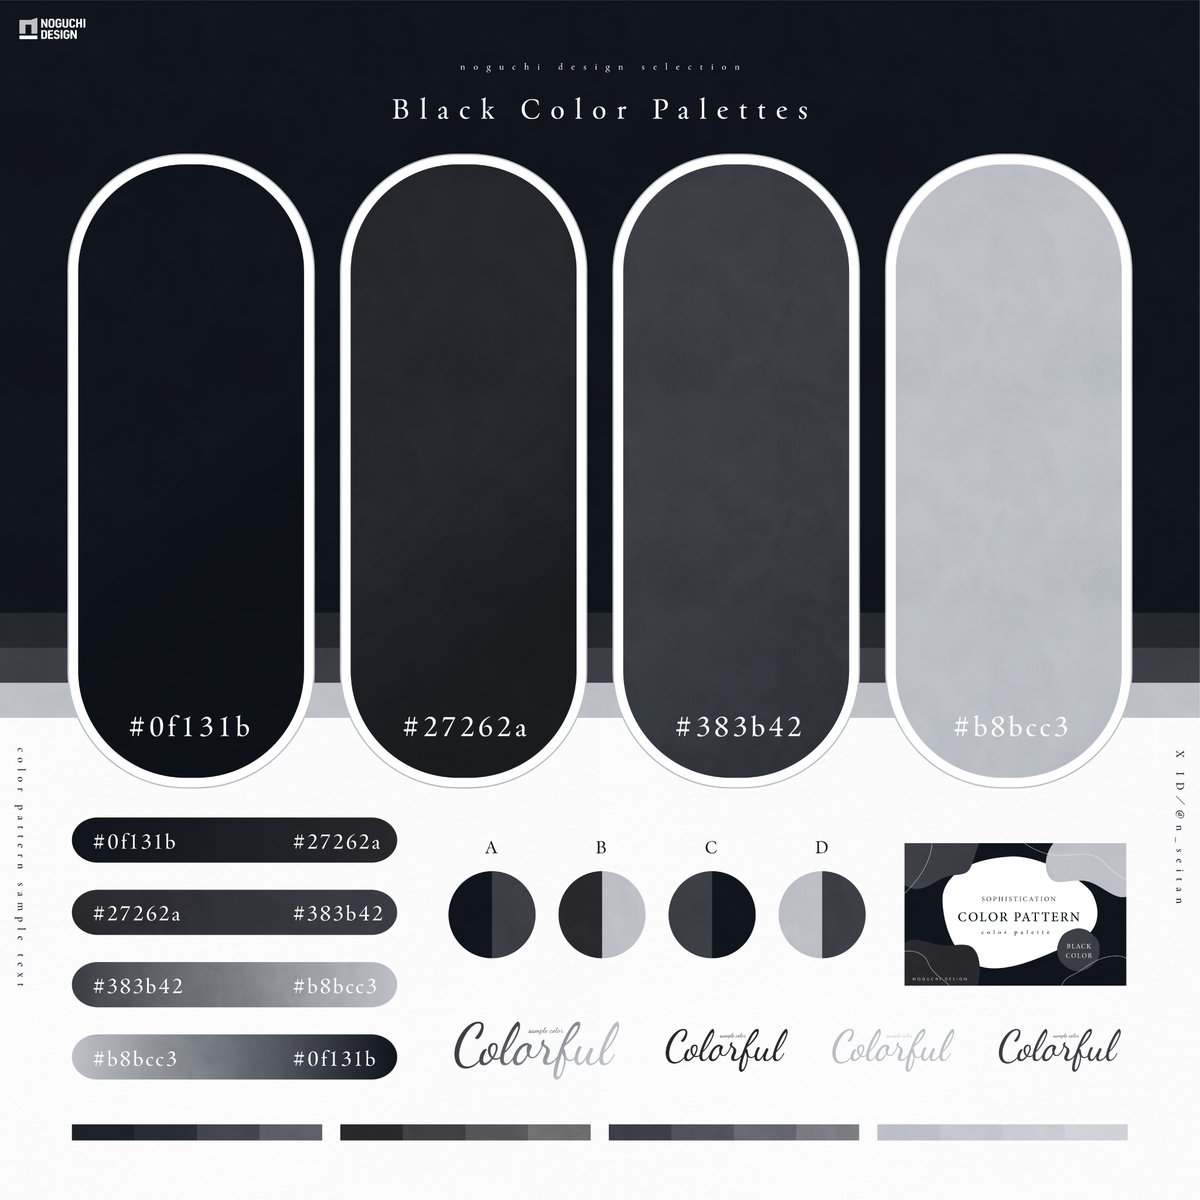 NOGUCHI
DESIGN
noguchi design selection
Black Color Palettes
#0f131b
#27262a
#383b42
#b8bcc3
color pattern sample text
X ID/@n_seitan
#0f131b #27262a
#27262a #383b42
#383b42 #b8bcc3
#b8bcc3 #0f131b
A B C D
SOPHISTICATION
COLOR PATTERN
color palette
BLACK
COLOR
NOGUCHI DESIGN
sample color
Colorful
sample color
Colorful
sample color
Colorful
sample color
Colorful